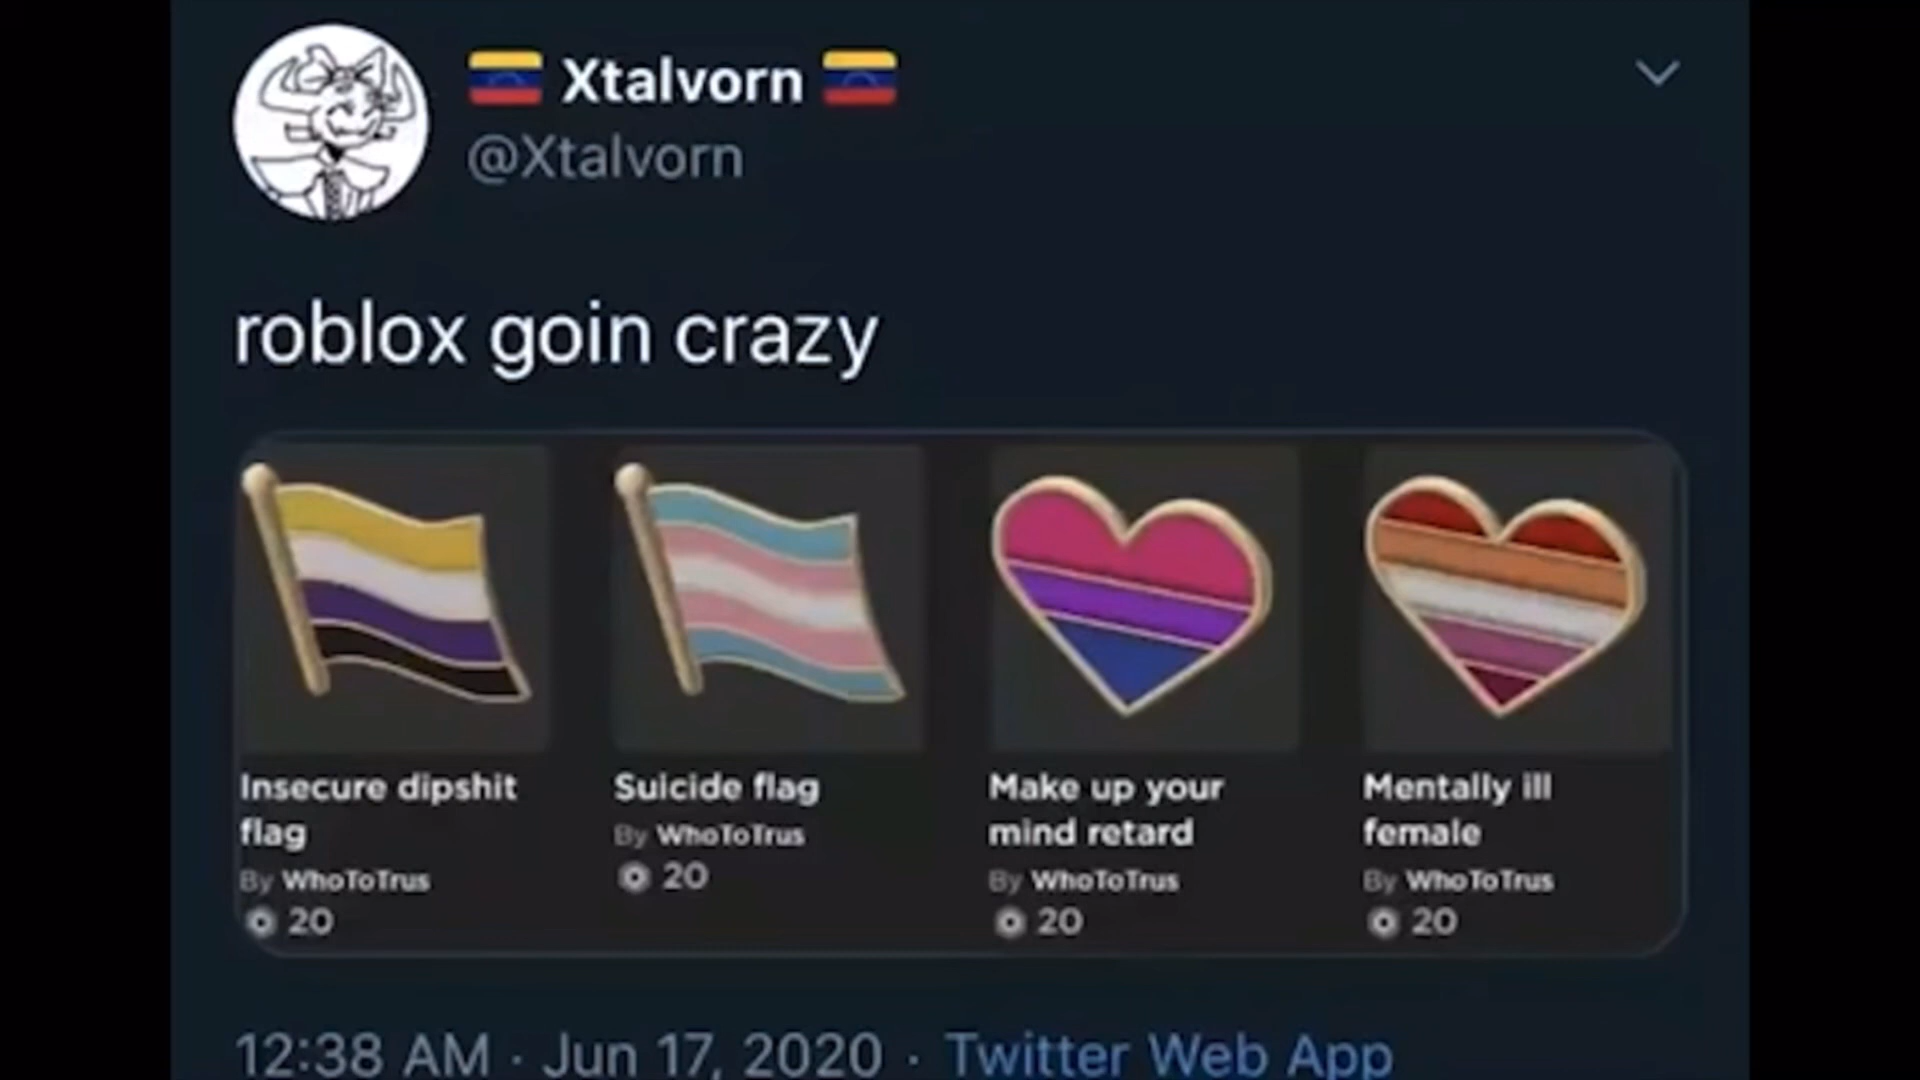 Xtalvorn
@Xtalvorn
roblox goin crazy
Insecure dipshit
flag
By WhoToTrus
20
Suicide flag
By WhoToTrus
20
Make up your
mind retard
By WhoToTrus
20
Mentally ill
female
By WhoToTrus
20
12:38 AM · Jun 17, 2020 · Twitter Web App